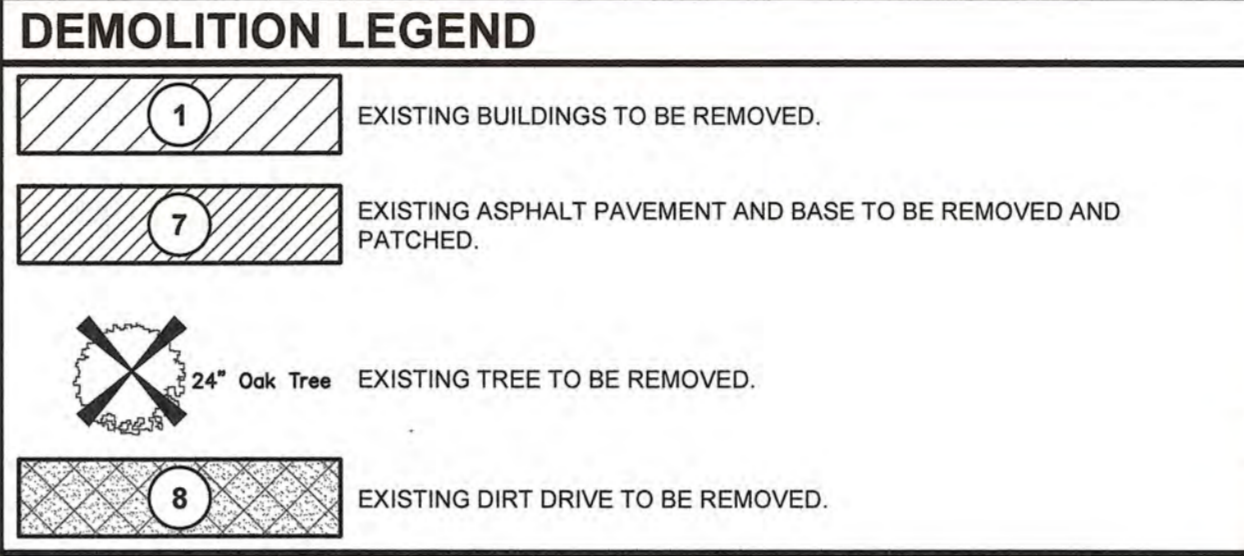 DEMOLITION LEGEND
1 EXISTING BUILDINGS TO BE REMOVED.
7 EXISTING ASPHALT PAVEMENT AND BASE TO BE REMOVED AND
PATCHED.
24" Oak Tree EXISTING TREE TO BE REMOVED.
8 EXISTING DIRT DRIVE TO BE REMOVED.